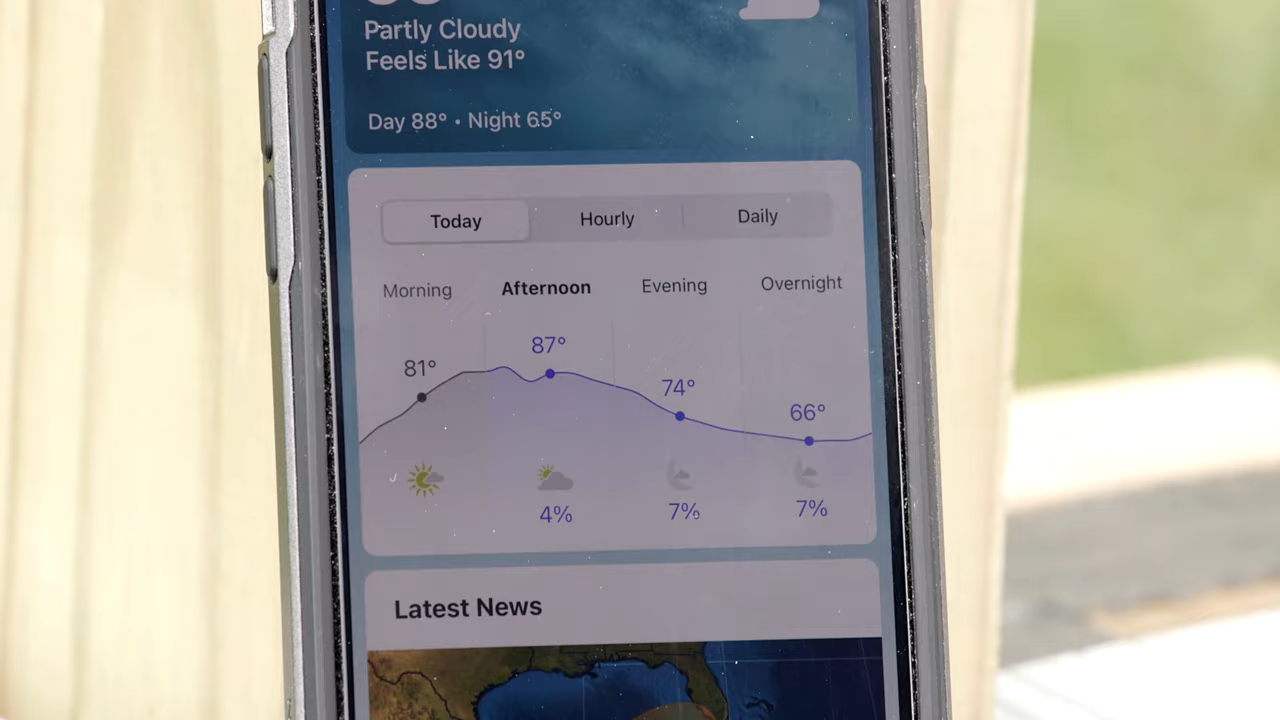 Partly Cloudy
Feels Like 91°
Day 88° • Night 65°
Today Hourly Daily
Morning Afternoon Evening Overnight
81° 87° 74° 66°
4% 7% 7%
Latest News